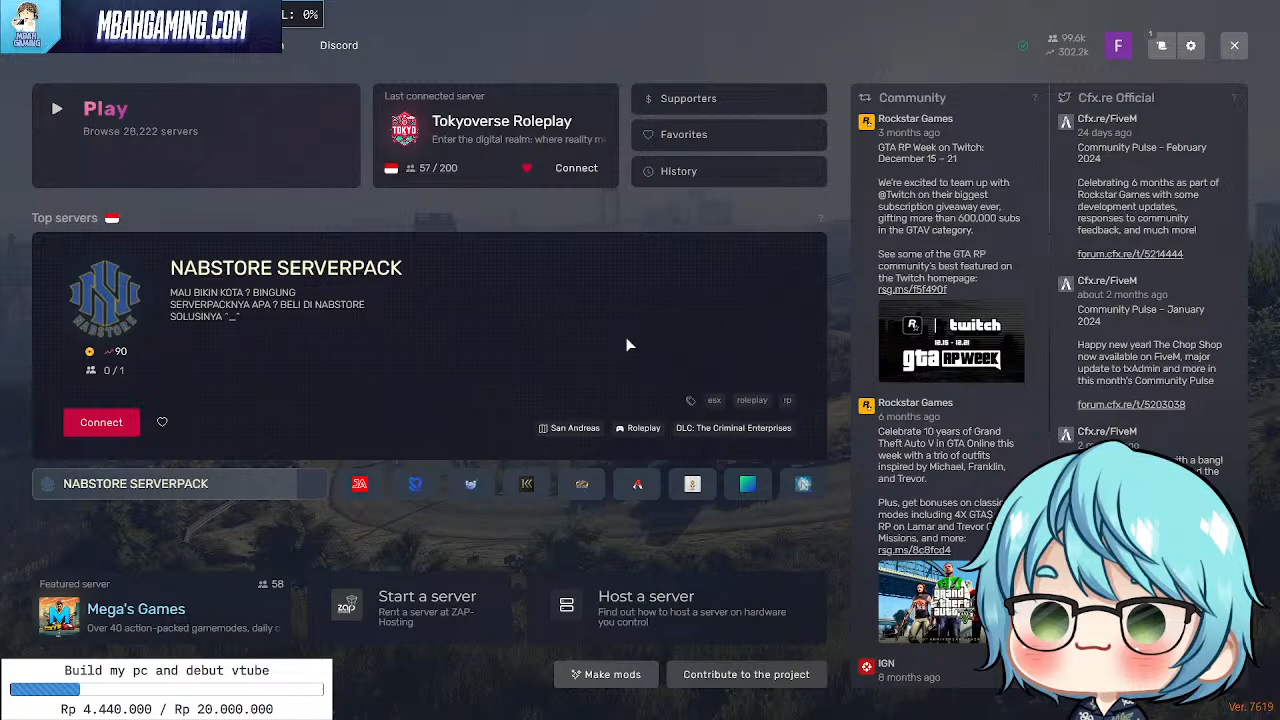 MBAHGAMING.COM
MBAH
GAMING
L: 0%
Discord
99.6k
302.2k
F
1
Play
Browse 28,222 servers
Last connected server
TOKYO
Tokyoverse Roleplay
Enter the digital realm: where reality m
57 / 200
Connect
Supporters
Favorites
History
Top servers
?
NABSTORE
NABSTORE SERVERPACK
MAU BIKIN KOTA ? BINGUNG
SERVERPACKNYA APA ? BELI DI NABSTORE
SOLUSINYA ^_^
90
0 / 1
Connect
esx
roleplay
rp
San Andreas
Roleplay
DLC: The Criminal Enterprises
NABSTORE SERVERPACK
Featured server
58
Mega's Games
Over 40 action-packed gamemodes, daily c
ZAP
Start a server
Rent a server at ZAP-
Hosting
Host a server
Find out how to host a server on hardware
you control
Make mods
Contribute to the project
Community
?
Rockstar Games
3 months ago
GTA RP Week on Twitch:
December 15 – 21
We're excited to team up with
@Twitch on their biggest
subscription giveaway ever,
gifting more than 600,000 subs
in the GTAV category.
See some of the GTA RP
community's best featured on
the Twitch homepage:
rsg.ms/f5f490f
twitch
12.15 - 12.21
gta RP WEEK
Rockstar Games
6 months ago
Celebrate 10 years of Grand
Theft Auto V in GTA Online this
week with a trio of outfits
inspired by Michael, Franklin,
and Trevor.
Plus, get bonuses on classic
modes including 4X GTA$
RP on Lamar and Trevor C
Missions, and more:
rsg.ms/8c8fcd4
grand
theft
auto
IGN
8 months ago
Cfx.re Official
?
Cfx.re/FiveM
24 days ago
Community Pulse – February
2024
Celebrating 6 months as part of
Rockstar Games with some
development updates,
responses to community
feedback, and much more!
forum.cfx.re/t/5214444
Cfx.re/FiveM
about 2 months ago
Community Pulse – January
2024
Happy new year! The Chop Shop
now available on FiveM, major
update to txAdmin and more in
this month's Community Pulse
forum.cfx.re/t/5203038
Cfx.re/FiveM
with a bang!
Build my pc and debut vtube
Rp 4.440.000 / Rp 20.000.000
Ver. 7619